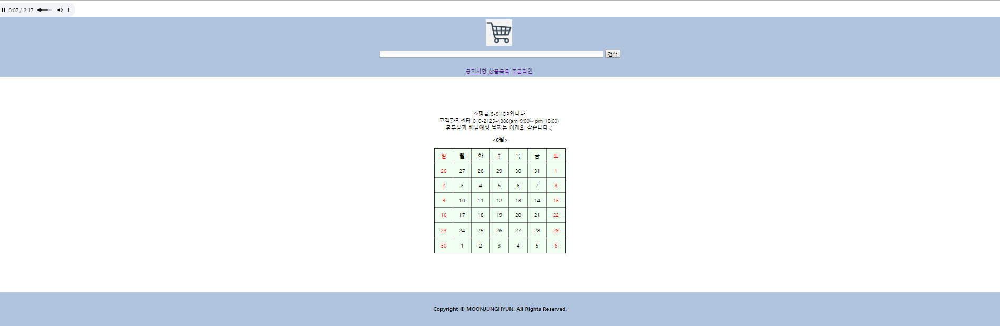 0:07 / 2:17
검색
공지사항 상품목록 주문확인
쇼핑몰 S-SHOP입니다
고객관리센터 010-2125-4888(am 9:00~ pm 18:00)
휴무일과 배달예정 날짜는 아래와 같습니다 :)
<6월>
일 월 화 수 목 금 토
26 27 28 29 30 31 1
2 3 4 5 6 7 8
9 10 11 12 13 14 15
16 17 18 19 20 21 22
23 24 25 26 27 28 29
30 1 2 3 4 5 6
Copyright © MOONJUNGHYUN. All Rights Reserved.